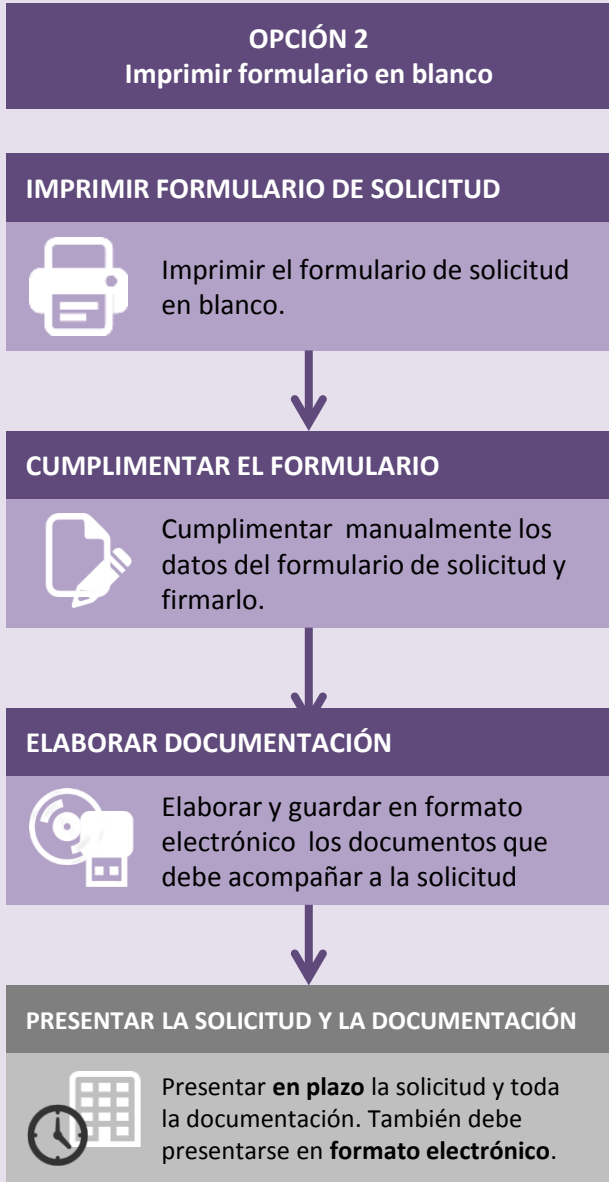 OPCIÓN 2
Imprimir formulario en blanco
IMPRIMIR FORMULARIO DE SOLICITUD
Imprimir el formulario de solicitud
en blanco.
CUMPLIMENTAR EL FORMULARIO
Cumplimentar manualmente los
datos del formulario de solicitud y
firmarlo.
ELABORAR DOCUMENTACIÓN
Elaborar y guardar en formato
electrónico los documentos que
debe acompañar a la solicitud
PRESENTAR LA SOLICITUD Y LA DOCUMENTACIÓN
Presentar en plazo la solicitud y toda
la documentación. También debe
presentarse en formato electrónico.